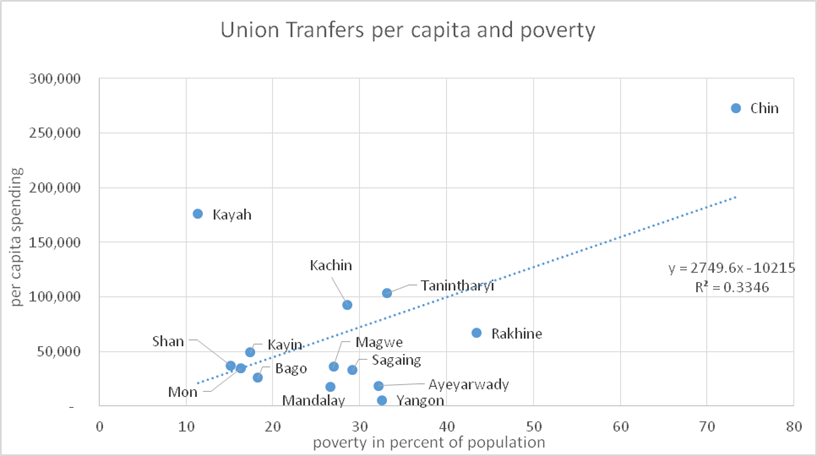 Union Tranfers per capita and poverty
300,000
250,000
200,000
150,000
100,000
50,000
-
per capita spending
Chin
Kayah
Kachin
Tanintharyi
y = 2749.6x - 10215
R² = 0.3346
Rakhine
Shan
Kayin
Magwe
Sagaing
Mon
Bago
Mandalay
Ayeyarwady
Yangon
0 10 20 30 40 50 60 70 80
poverty in percent of population